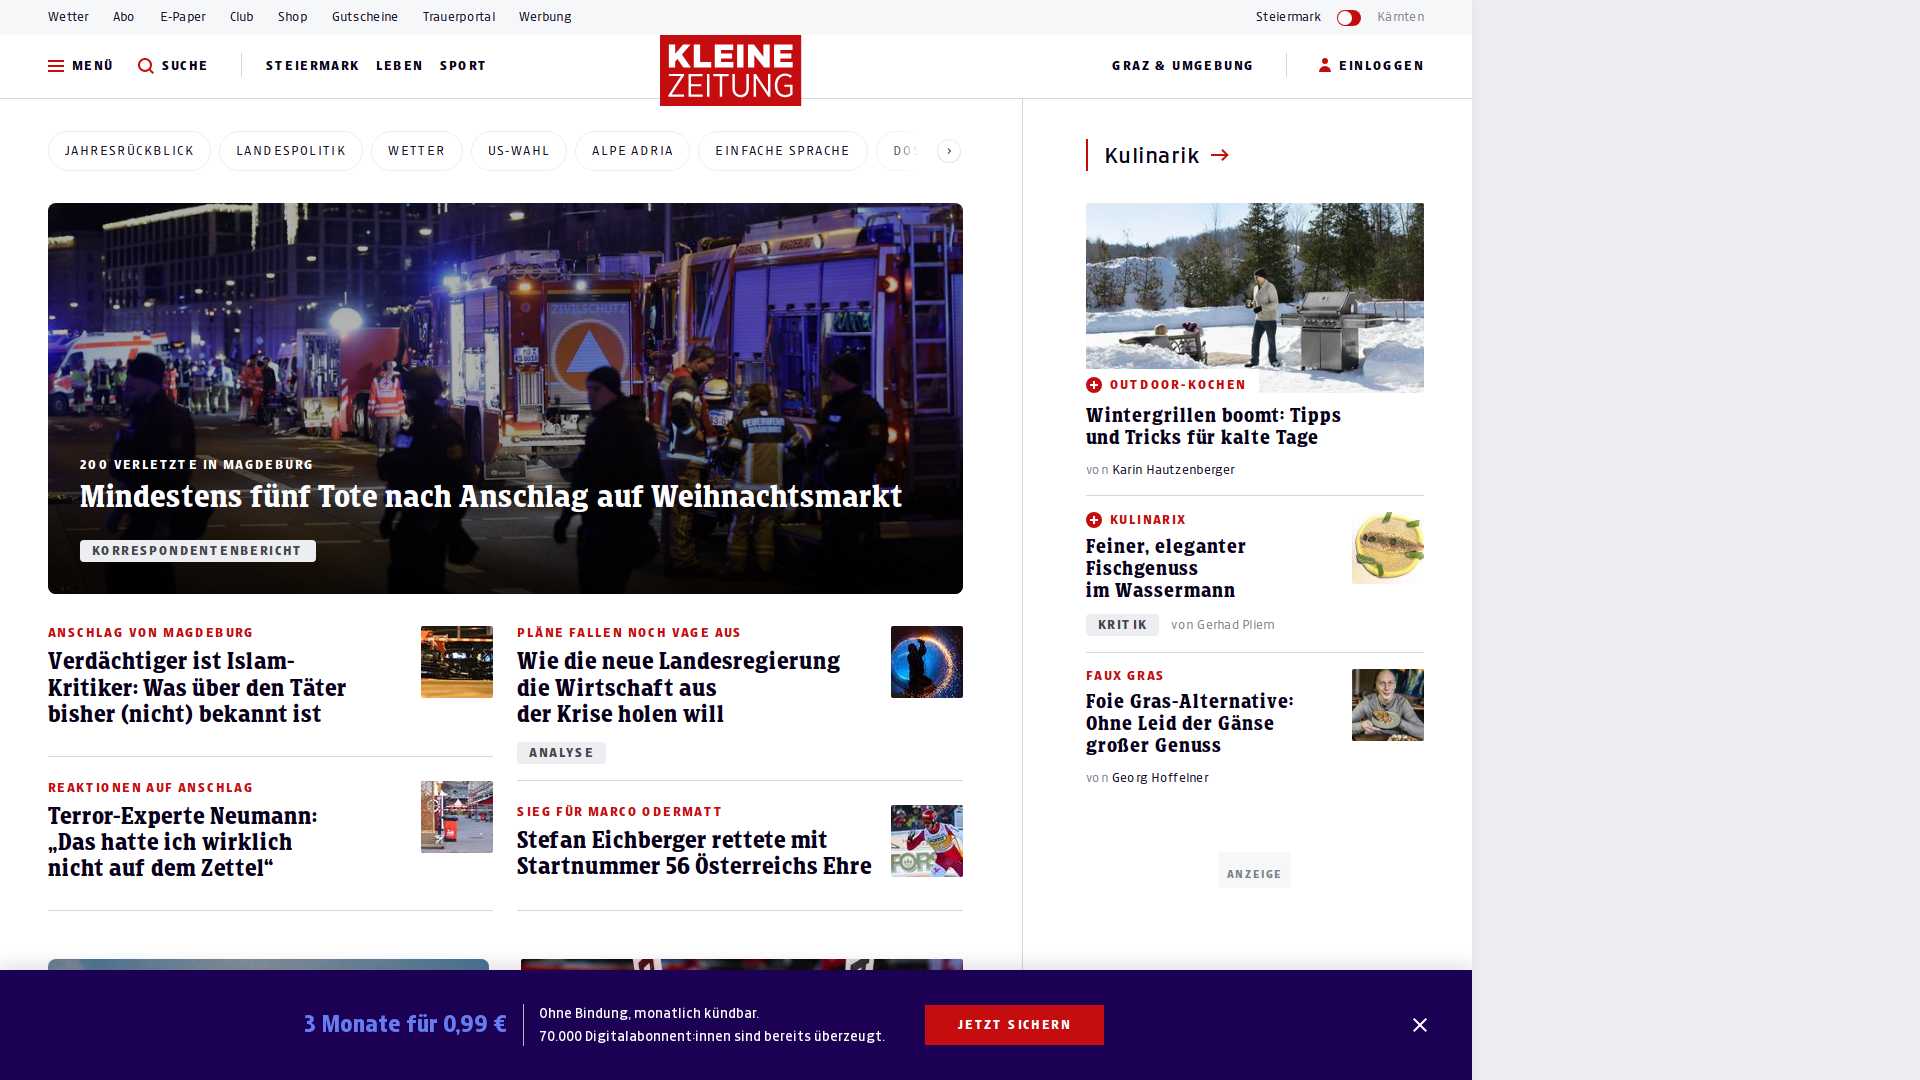 Wetter Abo E-Paper Club Shop Gutscheine Trauerportal Werbung
Steiermark Kärnten
MENÜ SUCHE STEIERMARK LEBEN SPORT
KLEINE
ZEITUNG
GRAZ & UMGEBUNG EINLOGGEN
JAHRESRÜCKBLICK LANDESPOLITIK WETTER US-WAHL ALPE ADRIA EINFACHE SPRACHE
ZIVILSCHUTZ
200 VERLETZTE IN MAGDEBURG
Mindestens fünf Tote nach Anschlag auf Weihnachtsmarkt
KORRESPONDENTENBERICHT
ANSCHLAG VON MAGDEBURG
Verdächtiger ist Islam-
Kritiker: Was über den Täter
bisher (nicht) bekannt ist
REAKTIONEN AUF ANSCHLAG
Terror-Experte Neumann:
„Das hatte ich wirklich
nicht auf dem Zettel“
PLÄNE FALLEN NOCH VAGE AUS
Wie die neue Landesregierung
die Wirtschaft aus
der Krise holen will
ANALYSE
SIEG FÜR MARCO ODERMATT
Stefan Eichberger rettete mit
Startnummer 56 Österreichs Ehre
Kulinarik
OUTDOOR-KOCHEN
Wintergrillen boomt: Tipps
und Tricks für kalte Tage
von Karin Hautzenberger
KULINARIX
Feiner, eleganter
Fischgenuss
im Wassermann
KRITIK von Gerhad Pliem
FAUX GRAS
Foie Gras-Alternative:
Ohne Leid der Gänse
großer Genuss
von Georg Hoffelner
ANZEIGE
3 Monate für 0,99 €
Ohne Bindung, monatlich kündbar.
70.000 Digitalabonnent:innen sind bereits überzeugt.
JETZT SICHERN